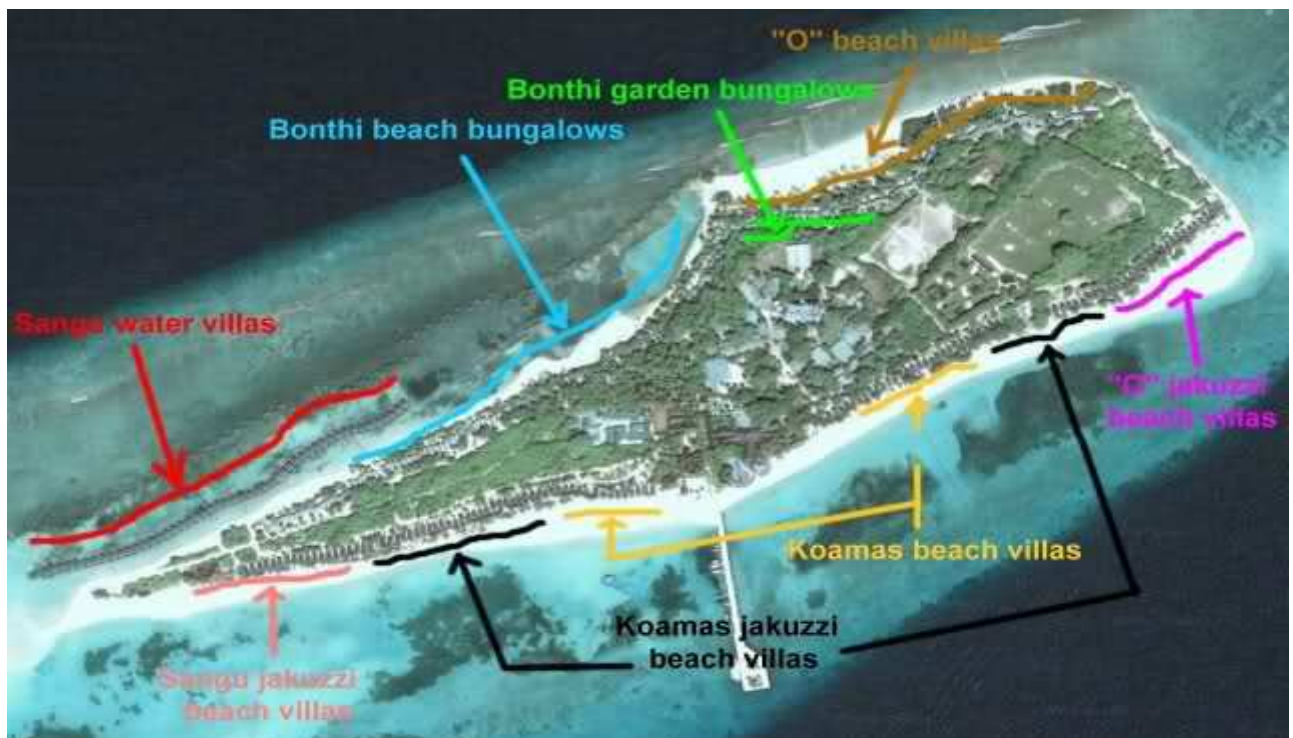 "O" beach villas
Bonthi garden bungalows
Bonthi beach bungalows
Sangu water villas
"O" jakuzzi
beach villas
Koamas beach villas
Koamas jakuzzi
beach villas
Sangu jakuzzi
beach villas